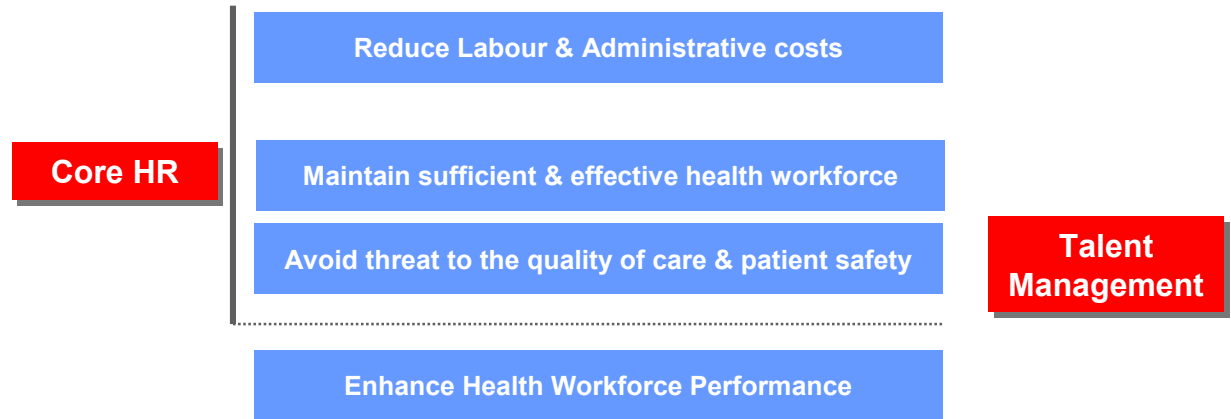 Reduce Labour & Administrative costs
Core HR
Maintain sufficient & effective health workforce
Avoid threat to the quality of care & patient safety
Talent
Management
Enhance Health Workforce Performance